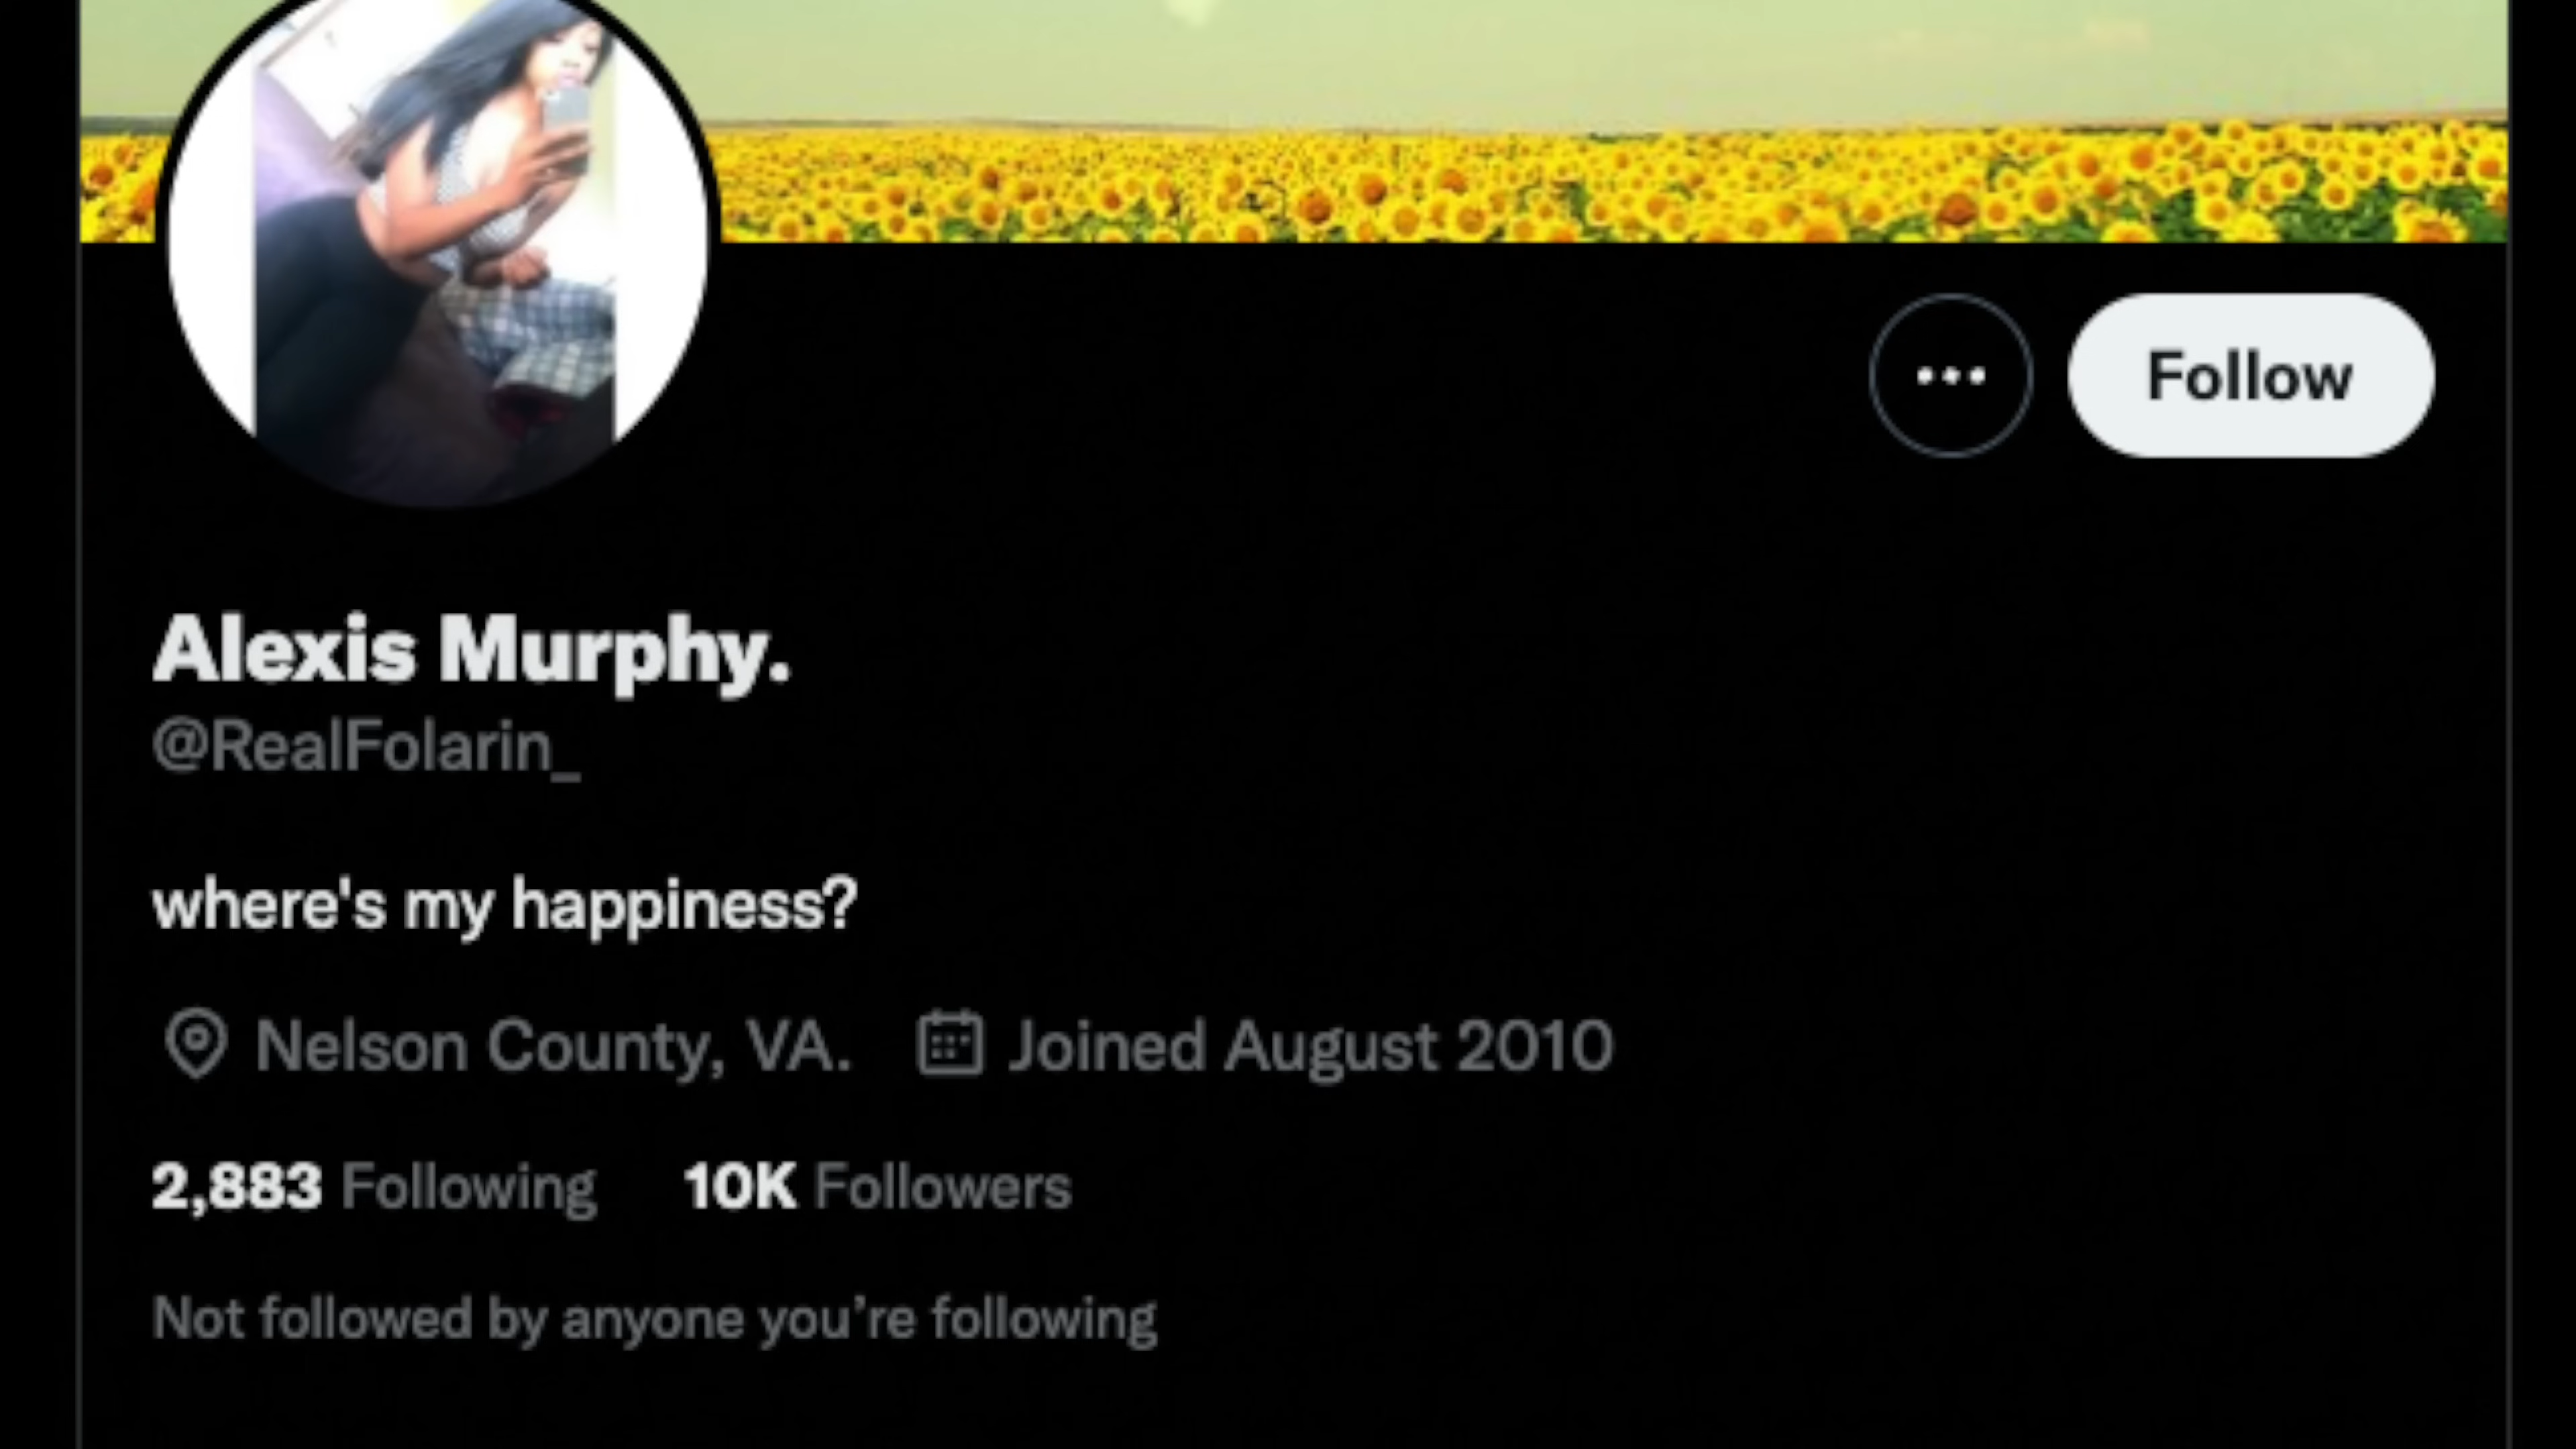 Follow
Alexis Murphy.
@RealFolarin_
where's my happiness?
Nelson County, VA. Joined August 2010
2,883 Following 10K Followers
Not followed by anyone you’re following